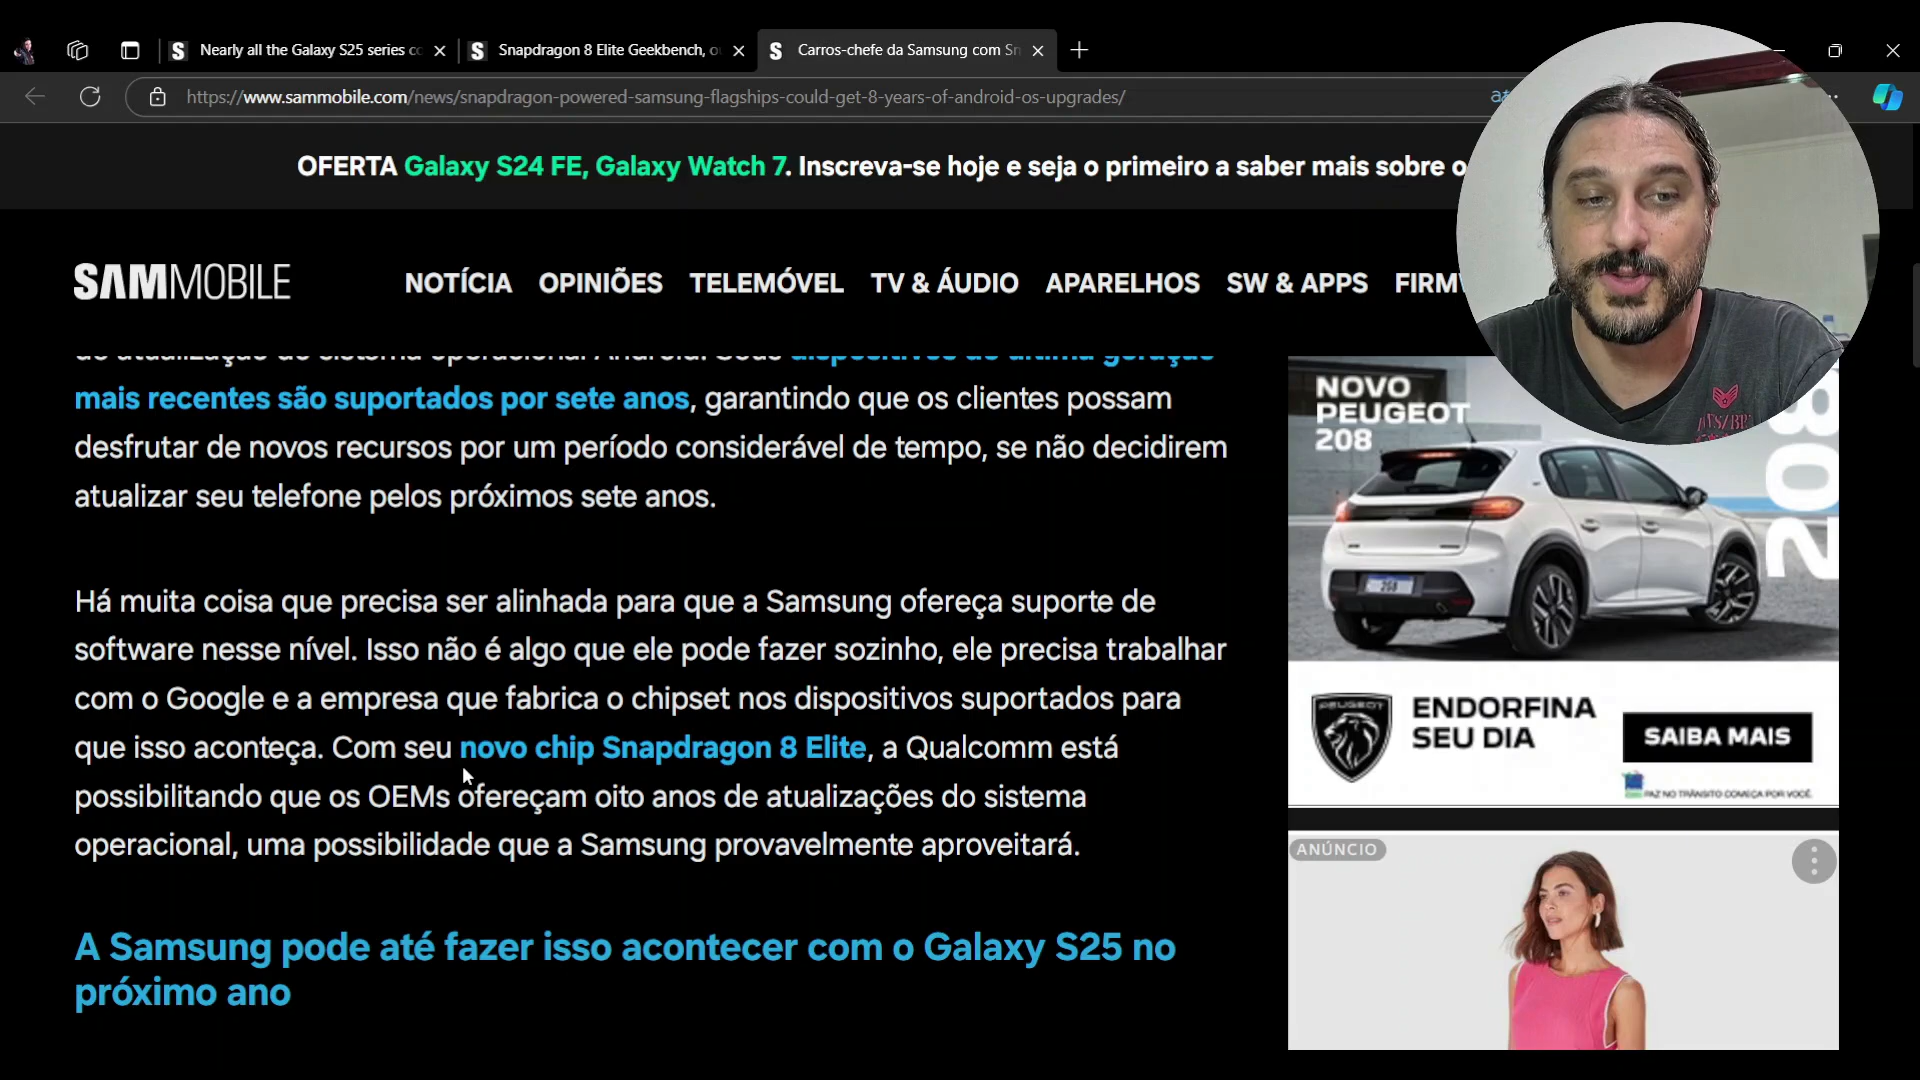 Nearly all the Galaxy S25 series cc
Snapdragon 8 Elite Geekbench, o
Carros-chefe da Samsung com Sn
https://www.sammobile.com/news/snapdragon-powered-samsung-flagships-could-get-8-years-of-android-os-upgrades/
OFERTA Galaxy S24 FE, Galaxy Watch 7. Inscreva-se hoje e seja o primeiro a saber mais sobre o
SAMMOBILE
NOTÍCIA OPINIÕES TELEMÓVEL TV & ÁUDIO APARELHOS SW & APPS FIRM
de atualização do sistema operacional Android. Seus dispositivos de última geração
mais recentes são suportados por sete anos, garantindo que os clientes possam
desfrutar de novos recursos por um período considerável de tempo, se não decidirem
atualizar seu telefone pelos próximos sete anos.
Há muita coisa que precisa ser alinhada para que a Samsung ofereça suporte de
software nesse nível. Isso não é algo que ele pode fazer sozinho, ele precisa trabalhar
com o Google e a empresa que fabrica o chipset nos dispositivos suportados para
que isso aconteça. Com seu novo chip Snapdragon 8 Elite, a Qualcomm está
possibilitando que os OEMs ofereçam oito anos de atualizações do sistema
operacional, uma possibilidade que a Samsung provavelmente aproveitará.
A Samsung pode até fazer isso acontecer com o Galaxy S25 no
próximo ano
NOVO
PEUGEOT
208
208
208
PEUGEOT
ENDORFINA
SEU DIA
SAIBA MAIS
PAZ NO TRÂNSITO COMEÇA POR VOCÊ.
ANÚNCIO